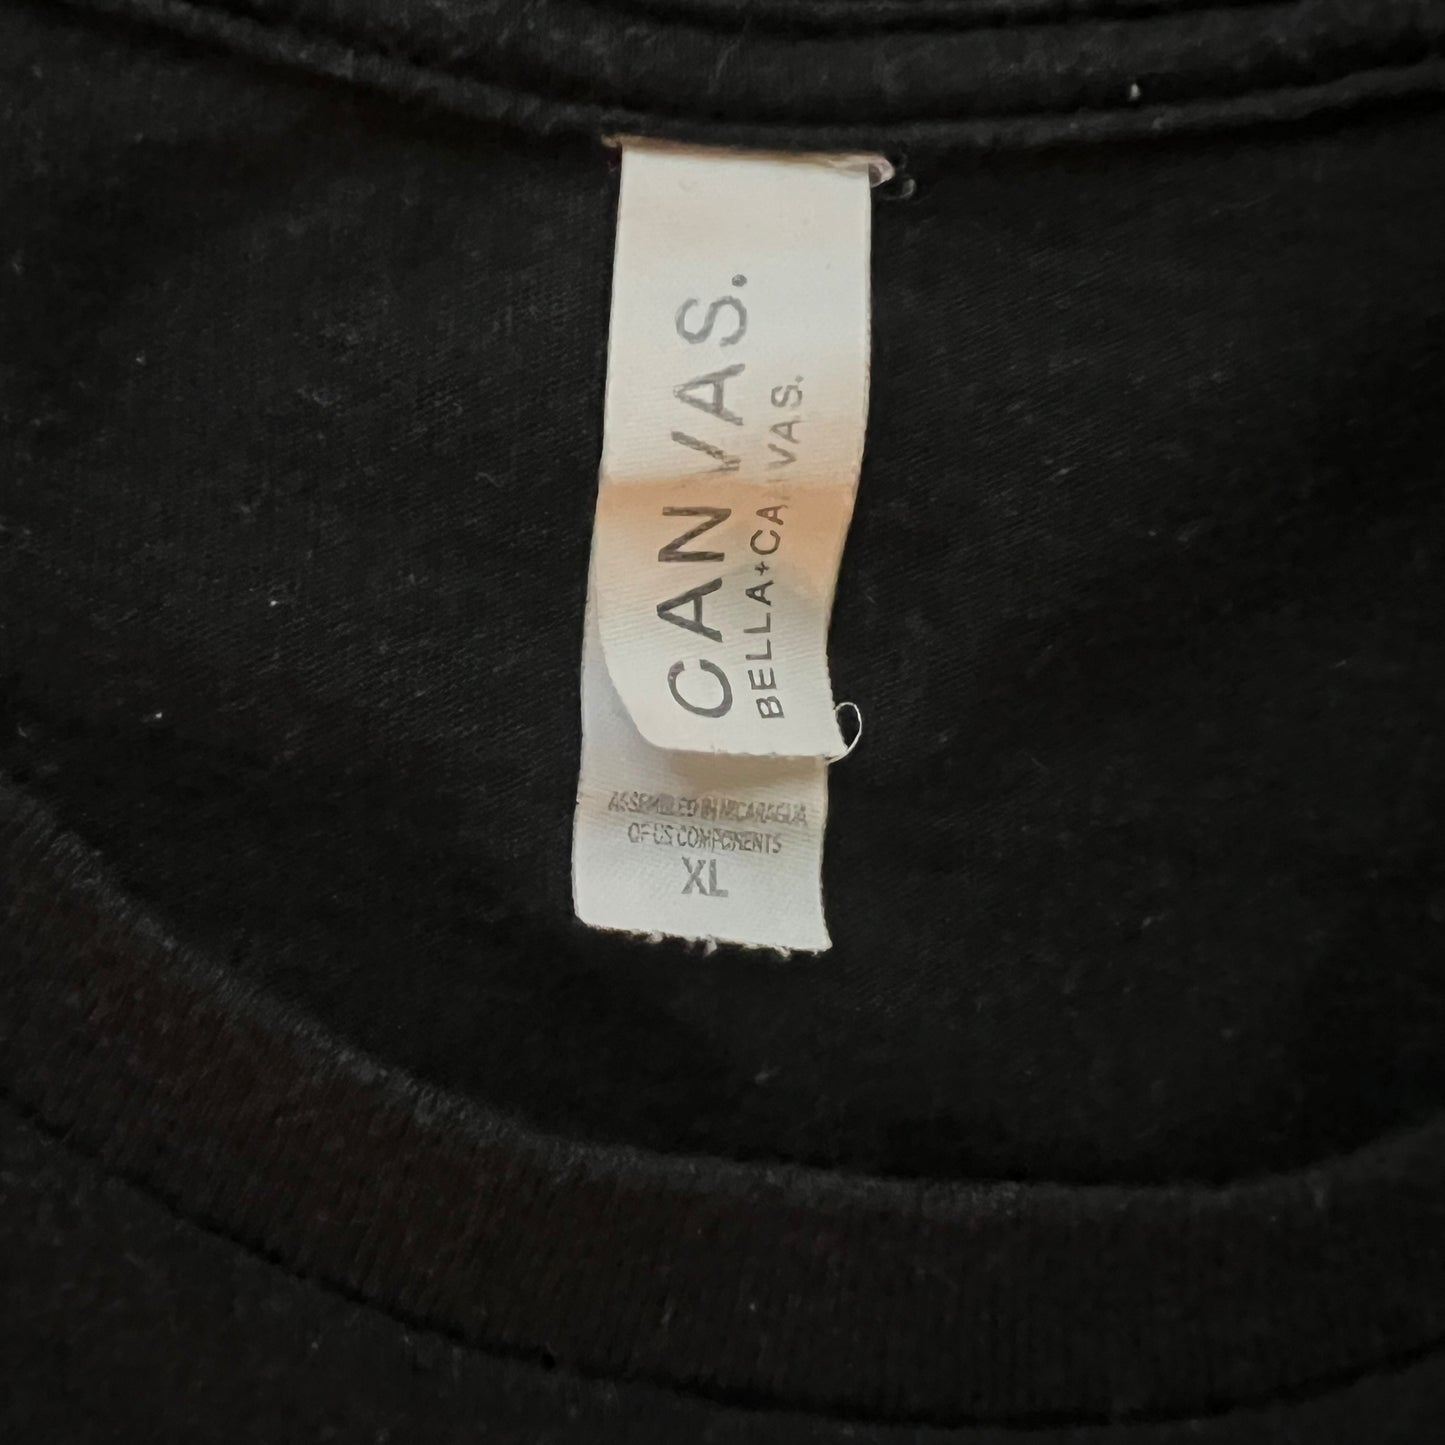 CANVAS.
BELLA+CANVAS.
ASSEMBLED IN NICARAGUA
OF US COMPONENTS
XL